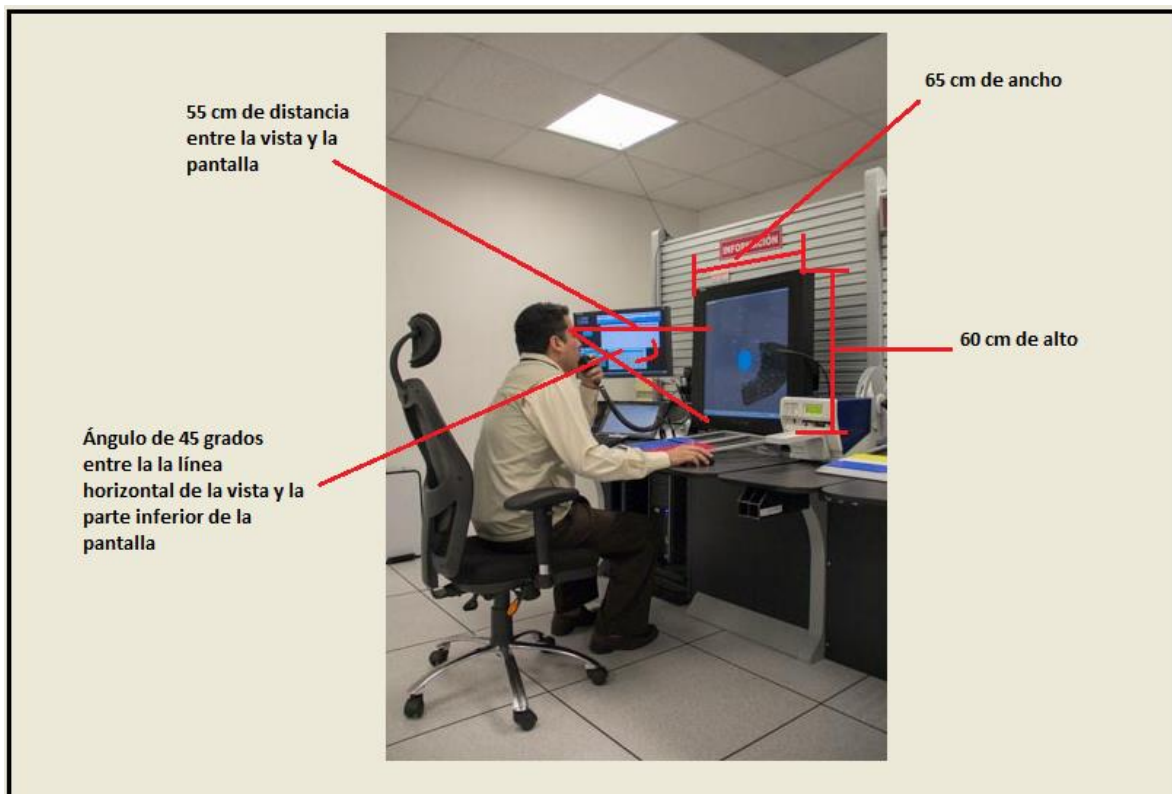 55 cm de distancia
entre la vista y la
pantalla
65 cm de ancho
INFORMACIÓN
60 cm de alto
Ángulo de 45 grados
entre la la línea
horizontal de la vista y la
parte inferior de la
pantalla